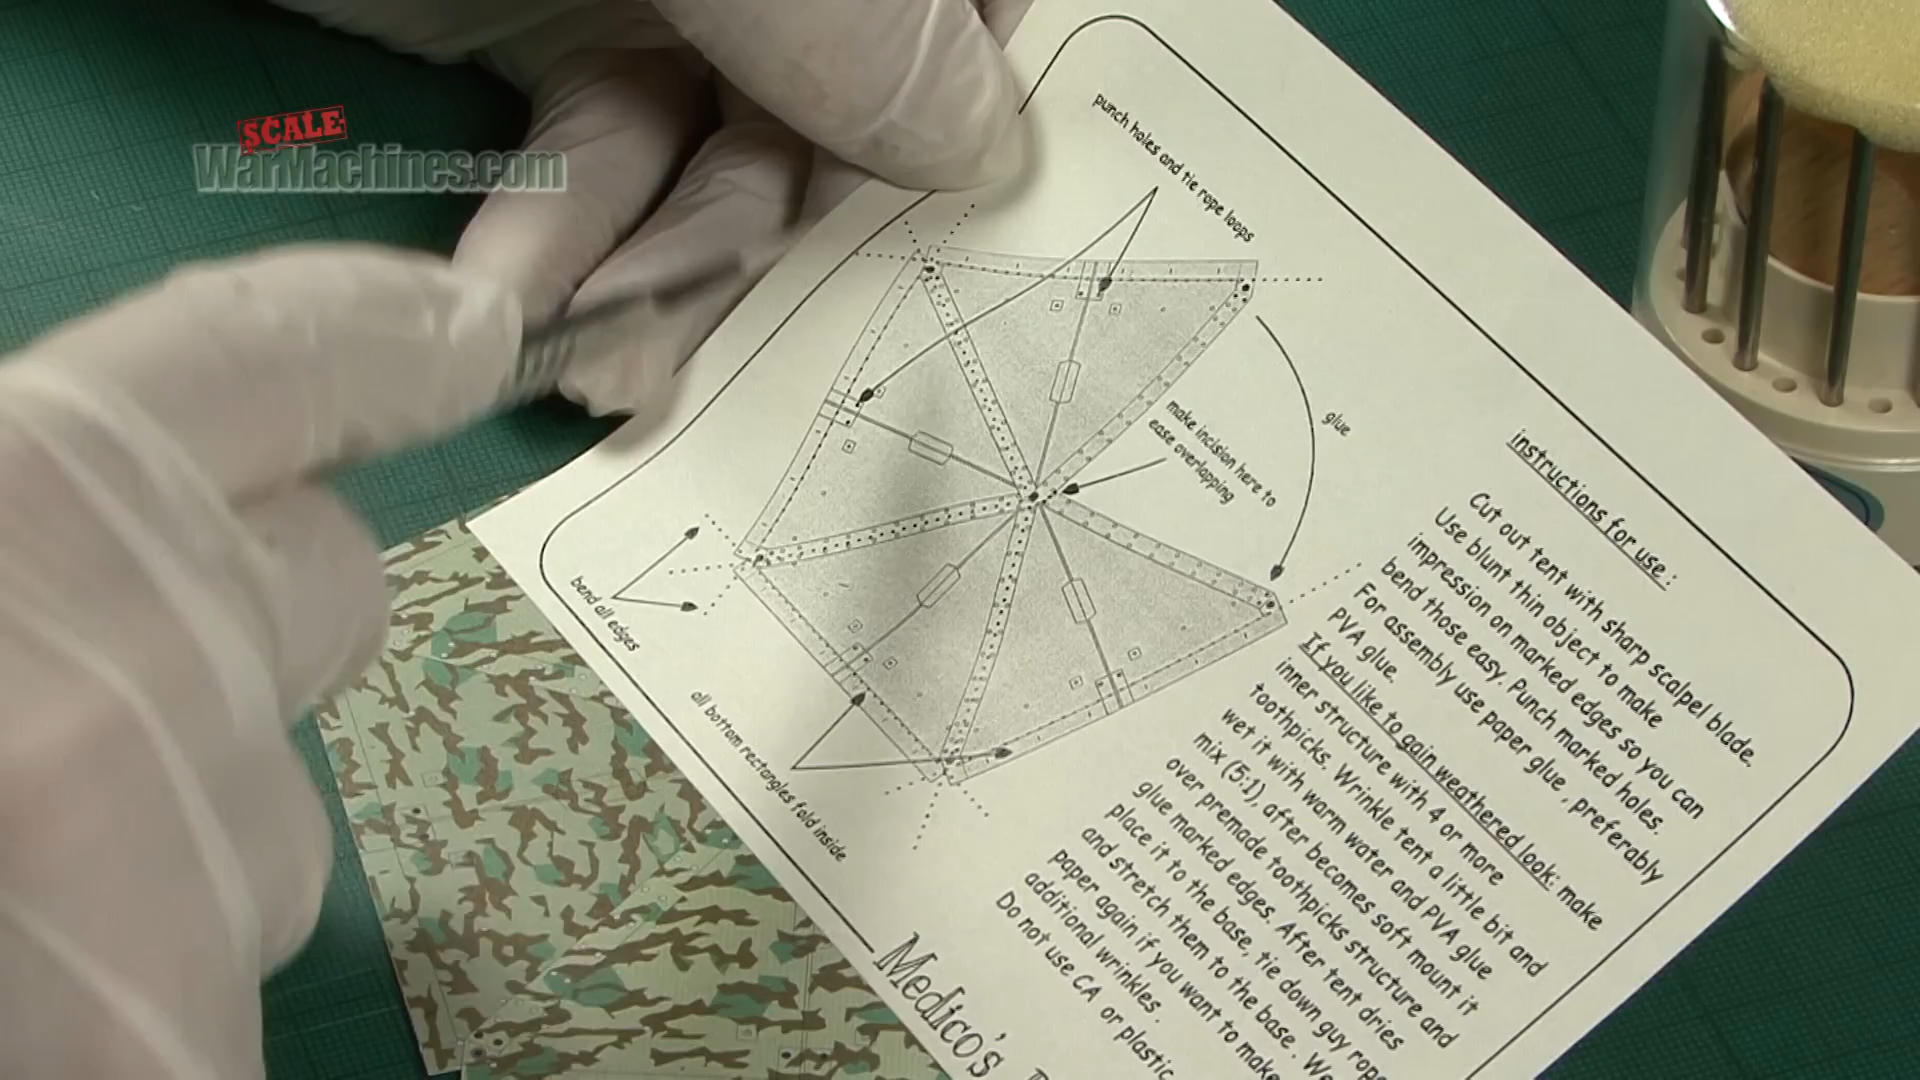 SCALE
WarMachines.com
punch holes and tie rope loops
glue
make incision here to
ease overlapping
bend all edges
all bottom rectangles fold inside
instructions for use :
Cut out tent with sharp scalpel blade.
Use blunt thin object to make
impression on marked edges so you can
bend those easy. Punch marked holes.
For assembly use paper glue , preferably
PVA glue.
If you like to gain weathered look: make
inner structure with 4 or more
toothpicks. Wrinkle tent a little bit and
wet it with warm water and PVA glue
mix (5:1), after becomes soft mount it
over premade toothpicks structure and
glue marked edges. After tent dries
place it to the base, tie down guy rope
and stretch them to the base . We
paper again if you want to make
additional wrinkles .
Do not use CA or plastic
Medico's